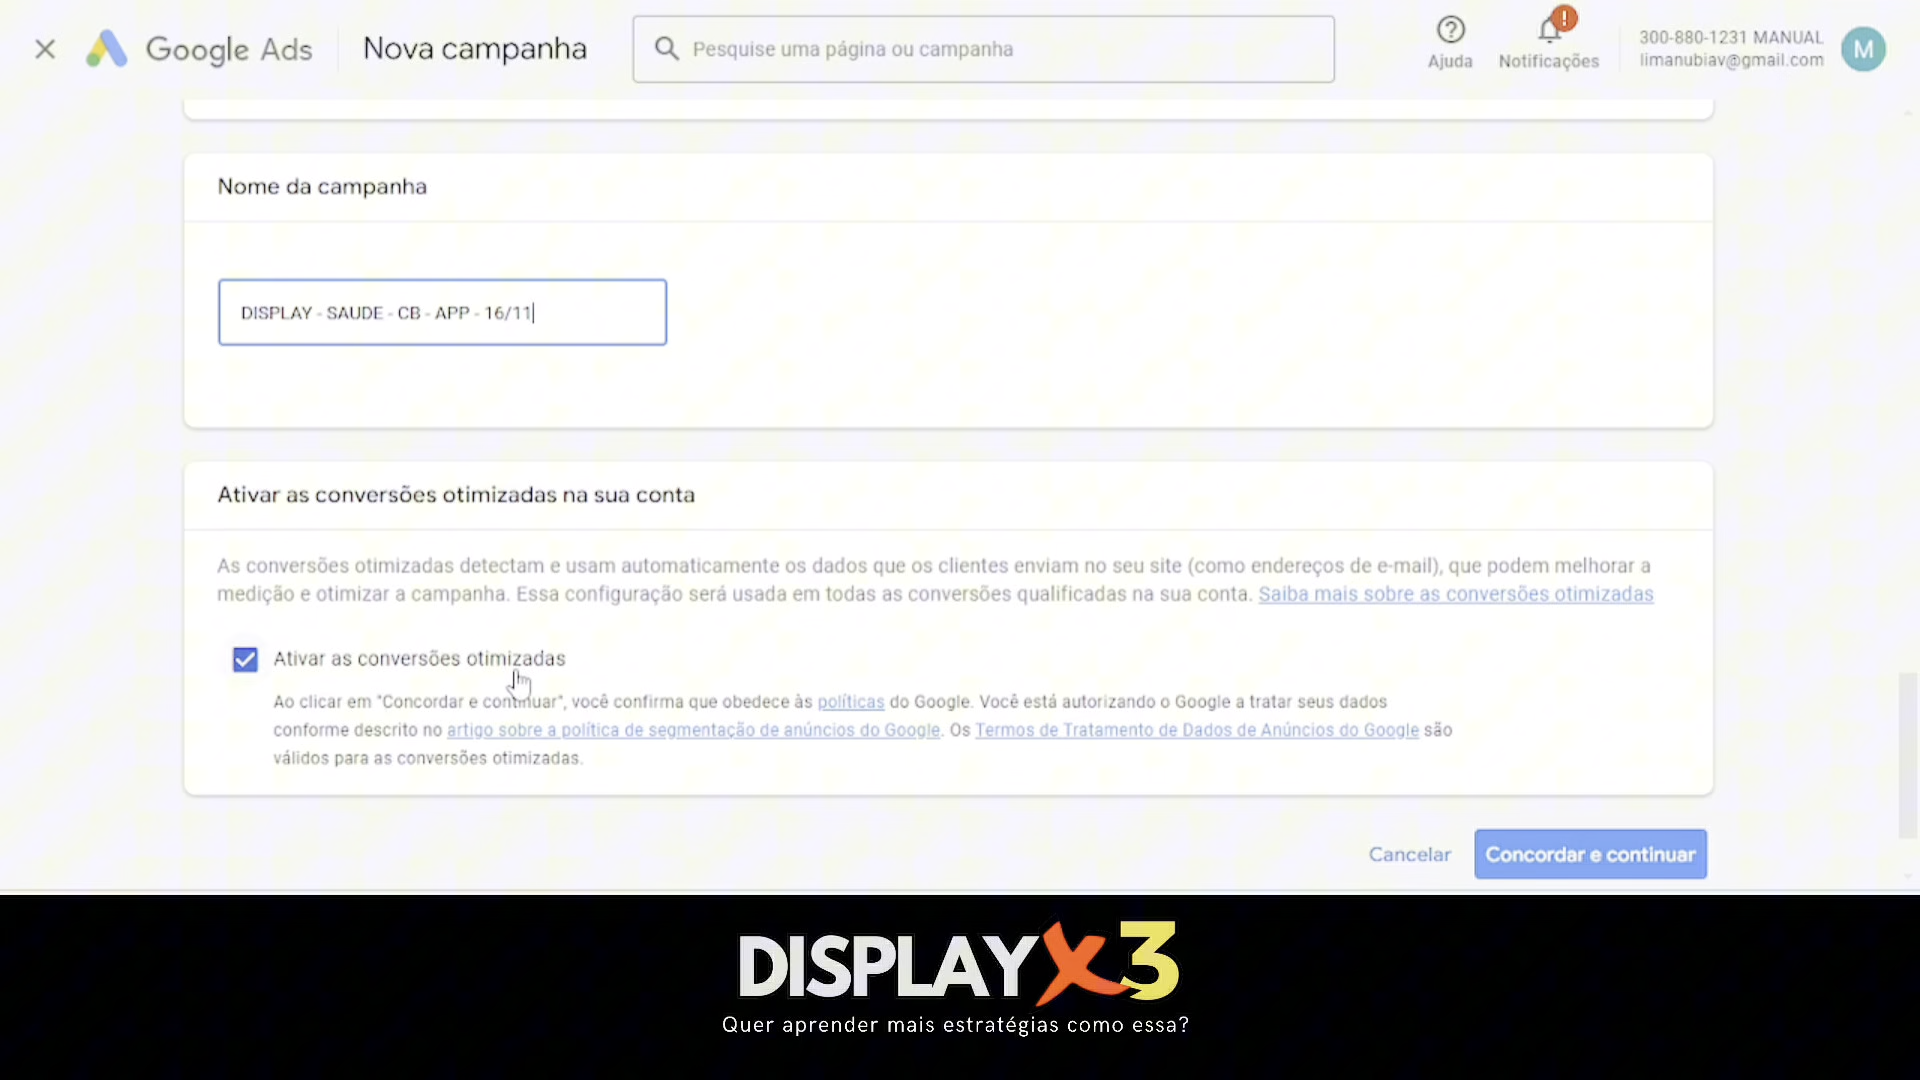 Google Ads
Nova campanha
Pesquise uma página ou campanha
Ajuda
!
Notificações
300-880-1231 MANUAL
limanubiav@gmail.com
M
Nome da campanha
DISPLAY - SAUDE - CB - APP - 16/11
Ativar as conversões otimizadas na sua conta
As conversões otimizadas detectam e usam automaticamente os dados que os clientes enviam no seu site (como endereços de e-mail), que podem melhorar a
medição e otimizar a campanha. Essa configuração será usada em todas as conversões qualificadas na sua conta. Saiba mais sobre as conversões otimizadas
Ativar as conversões otimizadas
Ao clicar em "Concordar e continuar", você confirma que obedece às políticas do Google. Você está autorizando o Google a tratar seus dados
conforme descrito no artigo sobre a política de segmentação de anúncios do Google. Os Termos de Tratamento de Dados de Anúncios do Google são
válidos para as conversões otimizadas.
Cancelar
Concordar e continuar
DISPLAYX3
Quer aprender mais estratégias como essa?